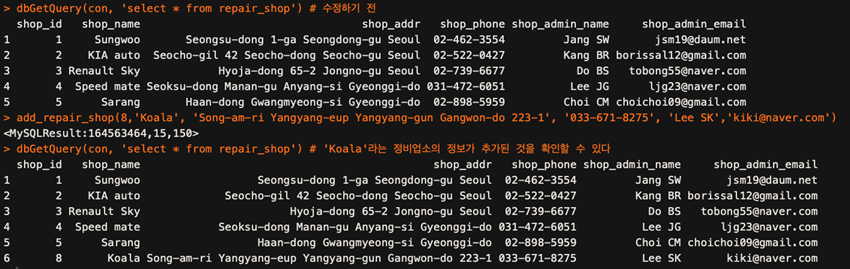 > dbGetQuery(con, 'select * from repair_shop') # 수정하기 전
shop_id shop_name shop_addr shop_phone shop_admin_name shop_admin_email
1 1 Sungwoo Seongsu-dong 1-ga Seongdong-gu Seoul 02-462-3554 Jang SW jsm19@daum.net
2 2 KIA auto Seocho-gil 42 Seocho-dong Seocho-gu Seoul 02-522-0427 Kang BR borissal12@gmail.com
3 3 Renault Sky Hyoja-dong 65-2 Jongno-gu Seoul 02-739-6677 Do BS tobong55@naver.com
4 4 Speed mate Seoksu-dong Manan-gu Anyang-si Gyeonggi-do 031-472-6051 Lee JG ljg23@naver.com
5 5 Sarang Haan-dong Gwangmyeong-si Gyeonggi-do 02-898-5959 Choi CM choichoi09@gmail.com
> add_repair_shop(8,'Koala', 'Song-am-ri Yangyang-eup Yangyang-gun Gangwon-do 223-1', '033-671-8275', 'Lee SK','kiki@naver.com')
<MySQLResult:164563464,15,150>
> dbGetQuery(con, 'select * from repair_shop') # 'Koala'라는 정비업소의 정보가 추가된 것을 확인할 수 있다
shop_id shop_name shop_addr shop_phone shop_admin_name shop_admin_email
1 1 Sungwoo Seongsu-dong 1-ga Seongdong-gu Seoul 02-462-3554 Jang SW jsm19@daum.net
2 2 KIA auto Seocho-gil 42 Seocho-dong Seocho-gu Seoul 02-522-0427 Kang BR borissal12@gmail.com
3 3 Renault Sky Hyoja-dong 65-2 Jongno-gu Seoul 02-739-6677 Do BS tobong55@naver.com
4 4 Speed mate Seoksu-dong Manan-gu Anyang-si Gyeonggi-do 031-472-6051 Lee JG ljg23@naver.com
5 5 Sarang Haan-dong Gwangmyeong-si Gyeonggi-do 02-898-5959 Choi CM choichoi09@gmail.com
6 8 Koala Song-am-ri Yangyang-eup Yangyang-gun Gangwon-do 223-1 033-671-8275 Lee SK kiki@naver.com